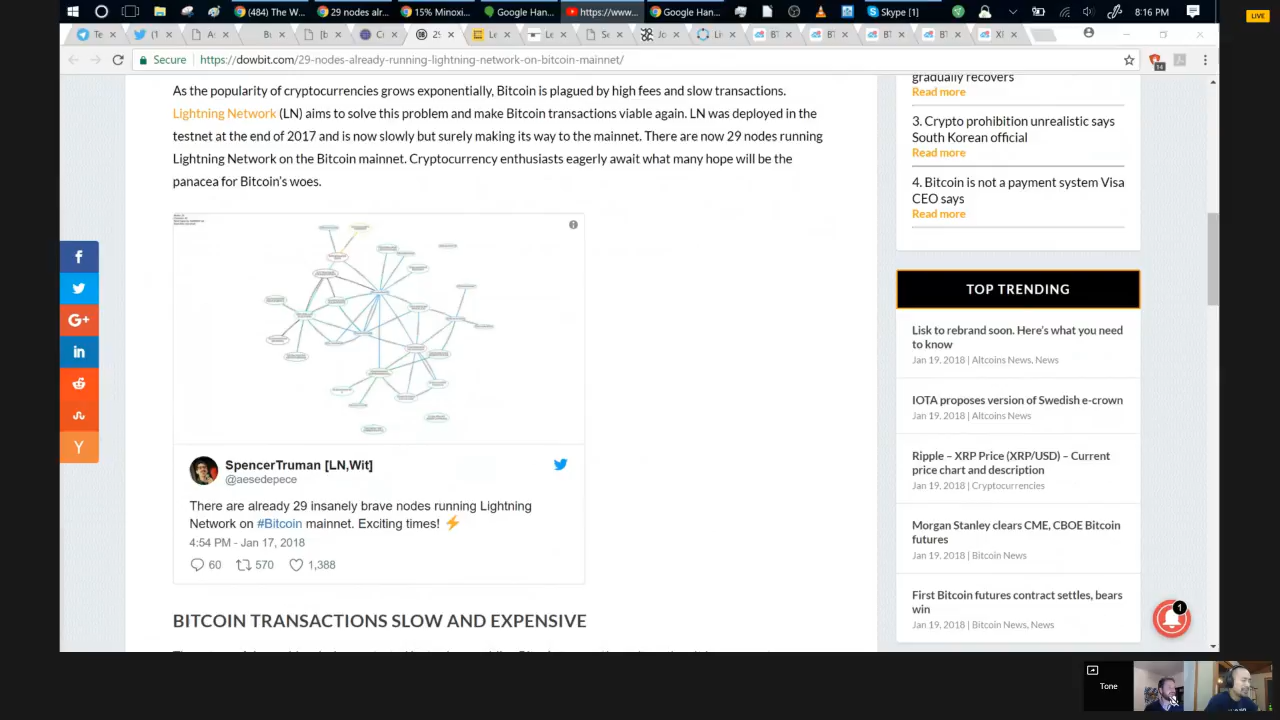 (484) The W...
29 nodes alr...
15% Minoxi...
Google Han...
https://www...
Google Han...
Skype [1]
8:16 PM
LIVE
Secure
https://dowbit.com/29-nodes-already-running-lightning-network-on-bitcoin-mainnet/
14
As the popularity of cryptocurrencies grows exponentially, Bitcoin is plagued by high fees and slow transactions.
Lightning Network (LN) aims to solve this problem and make Bitcoin transactions viable again. LN was deployed in the
testnet at the end of 2017 and is now slowly but surely making its way to the mainnet. There are now 29 nodes running
Lightning Network on the Bitcoin mainnet. Cryptocurrency enthusiasts eagerly await what many hope will be the
panacea for Bitcoin's woes.
SpencerTruman [LN,Wit]
@aesedepece
There are already 29 insanely brave nodes running Lightning
Network on #Bitcoin mainnet. Exciting times! ⚡
4:54 PM - Jan 17, 2018
60
570
1,388
BITCOIN TRANSACTIONS SLOW AND EXPENSIVE
gradually recovers
Read more
3. Crypto prohibition unrealistic says
South Korean official
Read more
4. Bitcoin is not a payment system Visa
CEO says
Read more
TOP TRENDING
Lisk to rebrand soon. Here's what you need
to know
Jan 19, 2018 | Altcoins News, News
IOTA proposes version of Swedish e-crown
Jan 19, 2018 | Altcoins News
Ripple – XRP Price (XRP/USD) – Current
price chart and description
Jan 19, 2018 | Cryptocurrencies
Morgan Stanley clears CME, CBOE Bitcoin
futures
Jan 19, 2018 | Bitcoin News
First Bitcoin futures contract settles, bears
win
Jan 19, 2018 | Bitcoin News, News
1
Tone